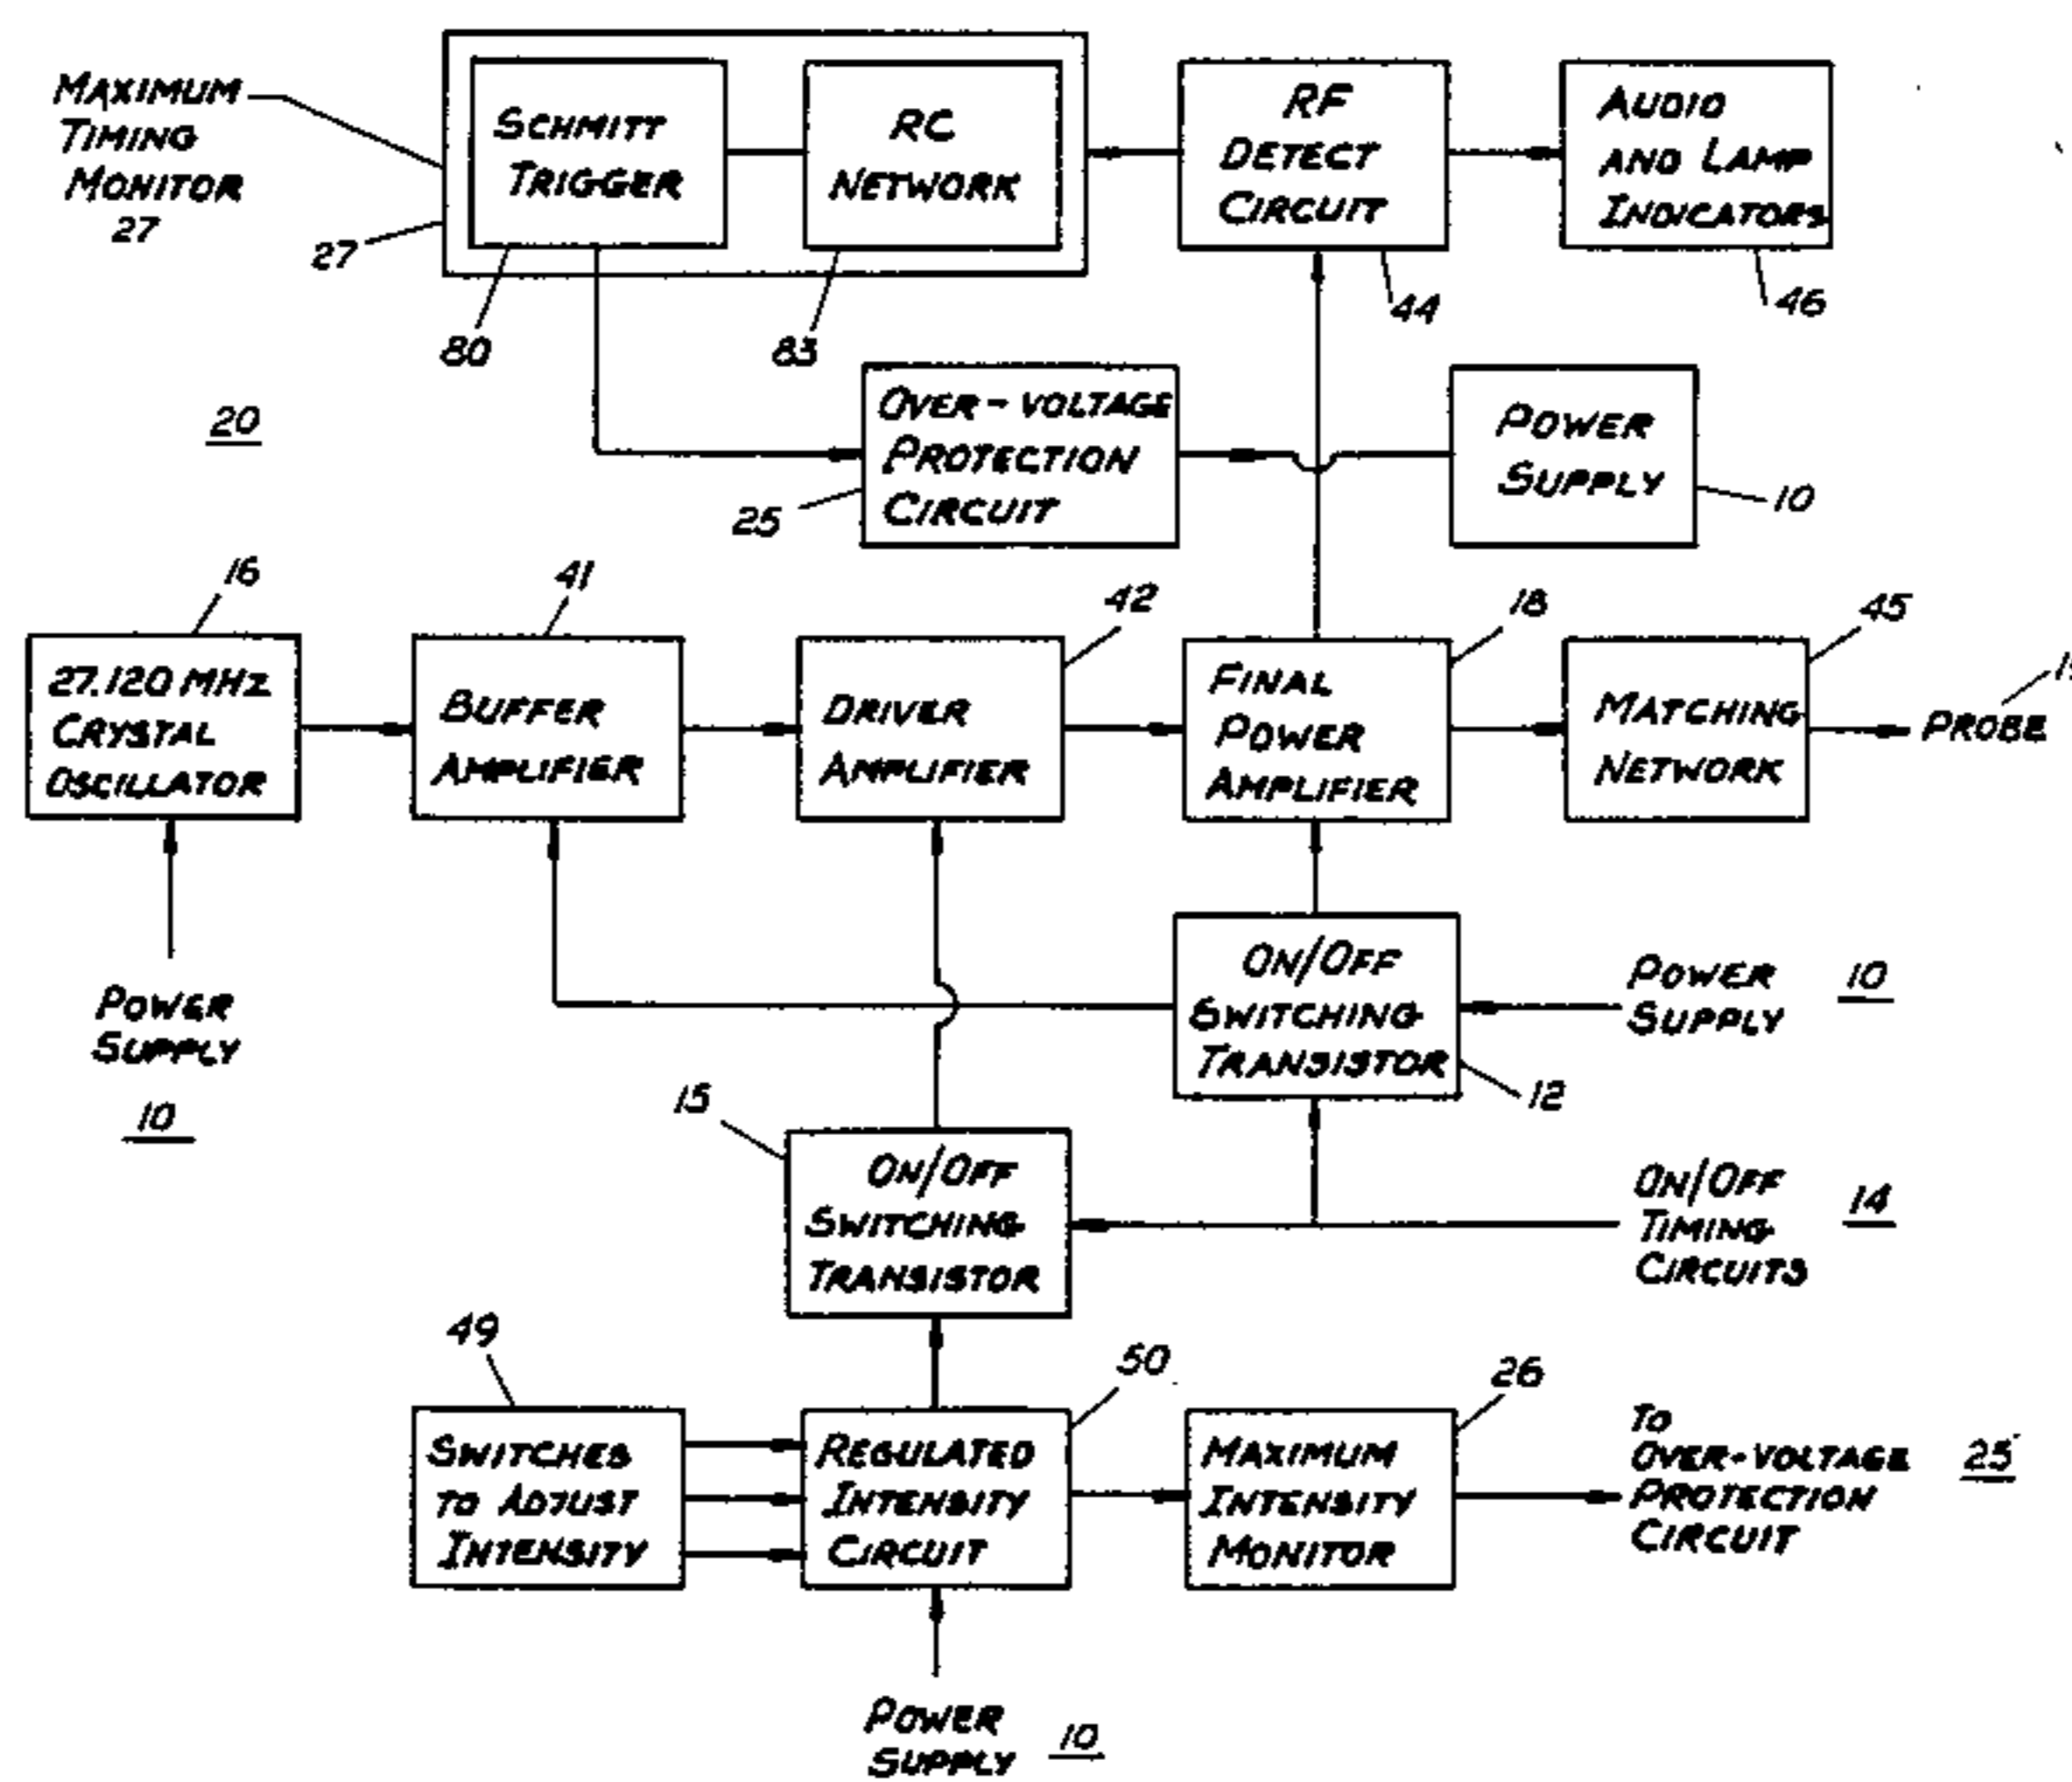 MAXIMUM
TIMING
MONITOR
27
27
SCHMITT
TRIGGER
80
RC
NETWORK
83
RF
DETECT
CIRCUIT
44
AUDIO
AND LAMP
INDICATORS
46
20
OVER-VOLTAGE
PROTECTION
CIRCUIT
25
POWER
SUPPLY
10
16
27.120 MHZ
CRYSTAL
OSCILLATOR
41
BUFFER
AMPLIFIER
42
DRIVER
AMPLIFIER
18
FINAL
POWER
AMPLIFIER
45
MATCHING
NETWORK
PROBE
POWER
SUPPLY
10
ON/OFF
SWITCHING
TRANSISTOR
12
POWER
SUPPLY
10
15
ON/OFF
SWITCHING
TRANSISTOR
ON/OFF
TIMING
CIRCUITS
14
49
SWITCHES
TO ADJUST
INTENSITY
50
REGULATED
INTENSITY
CIRCUIT
26
MAXIMUM
INTENSITY
MONITOR
TO
OVER-VOLTAGE
PROTECTION
CIRCUIT
25
POWER
SUPPLY
10